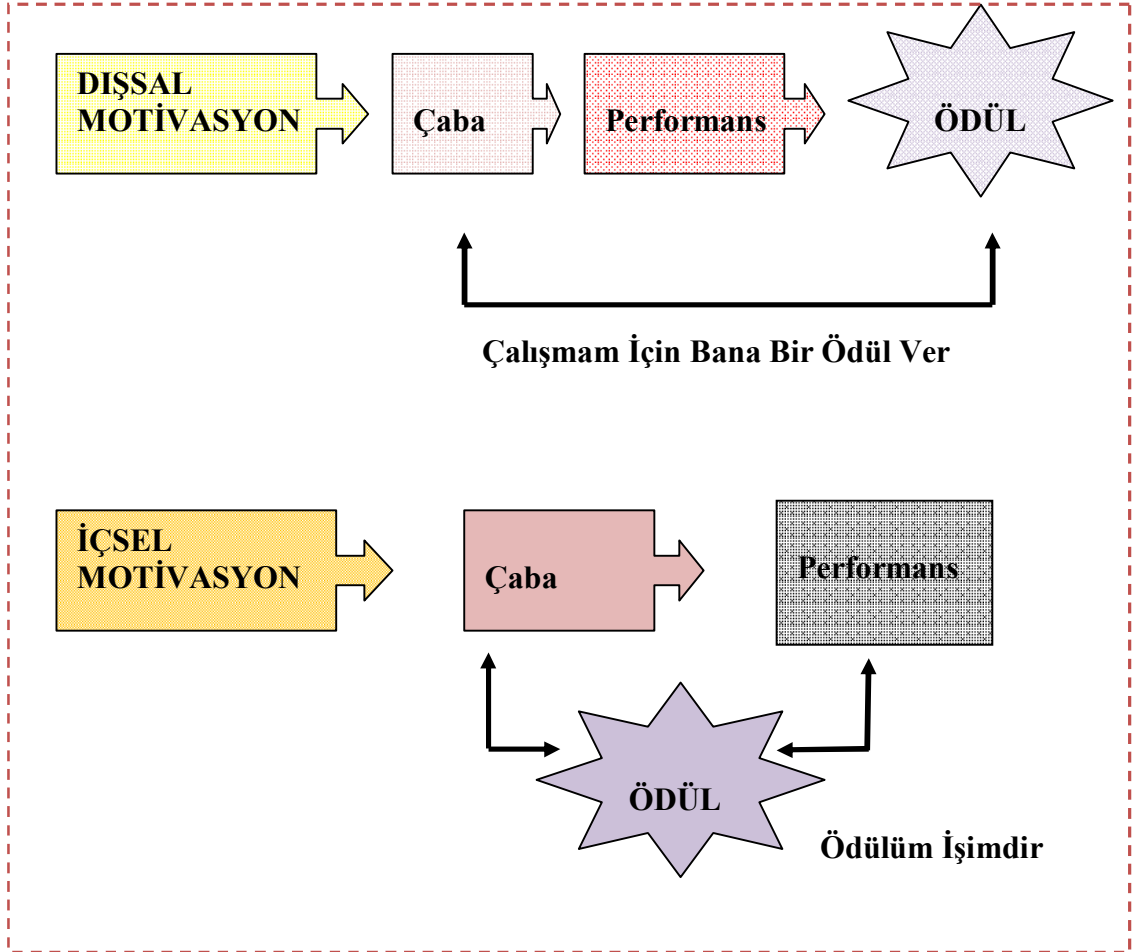 DIŞSAL
MOTİVASYON
Çaba
Performans
ÖDÜL
Çalışmam İçin Bana Bir Ödül Ver
İÇSEL
MOTİVASYON
Çaba
Performans
ÖDÜL
Ödülüm İşimdir